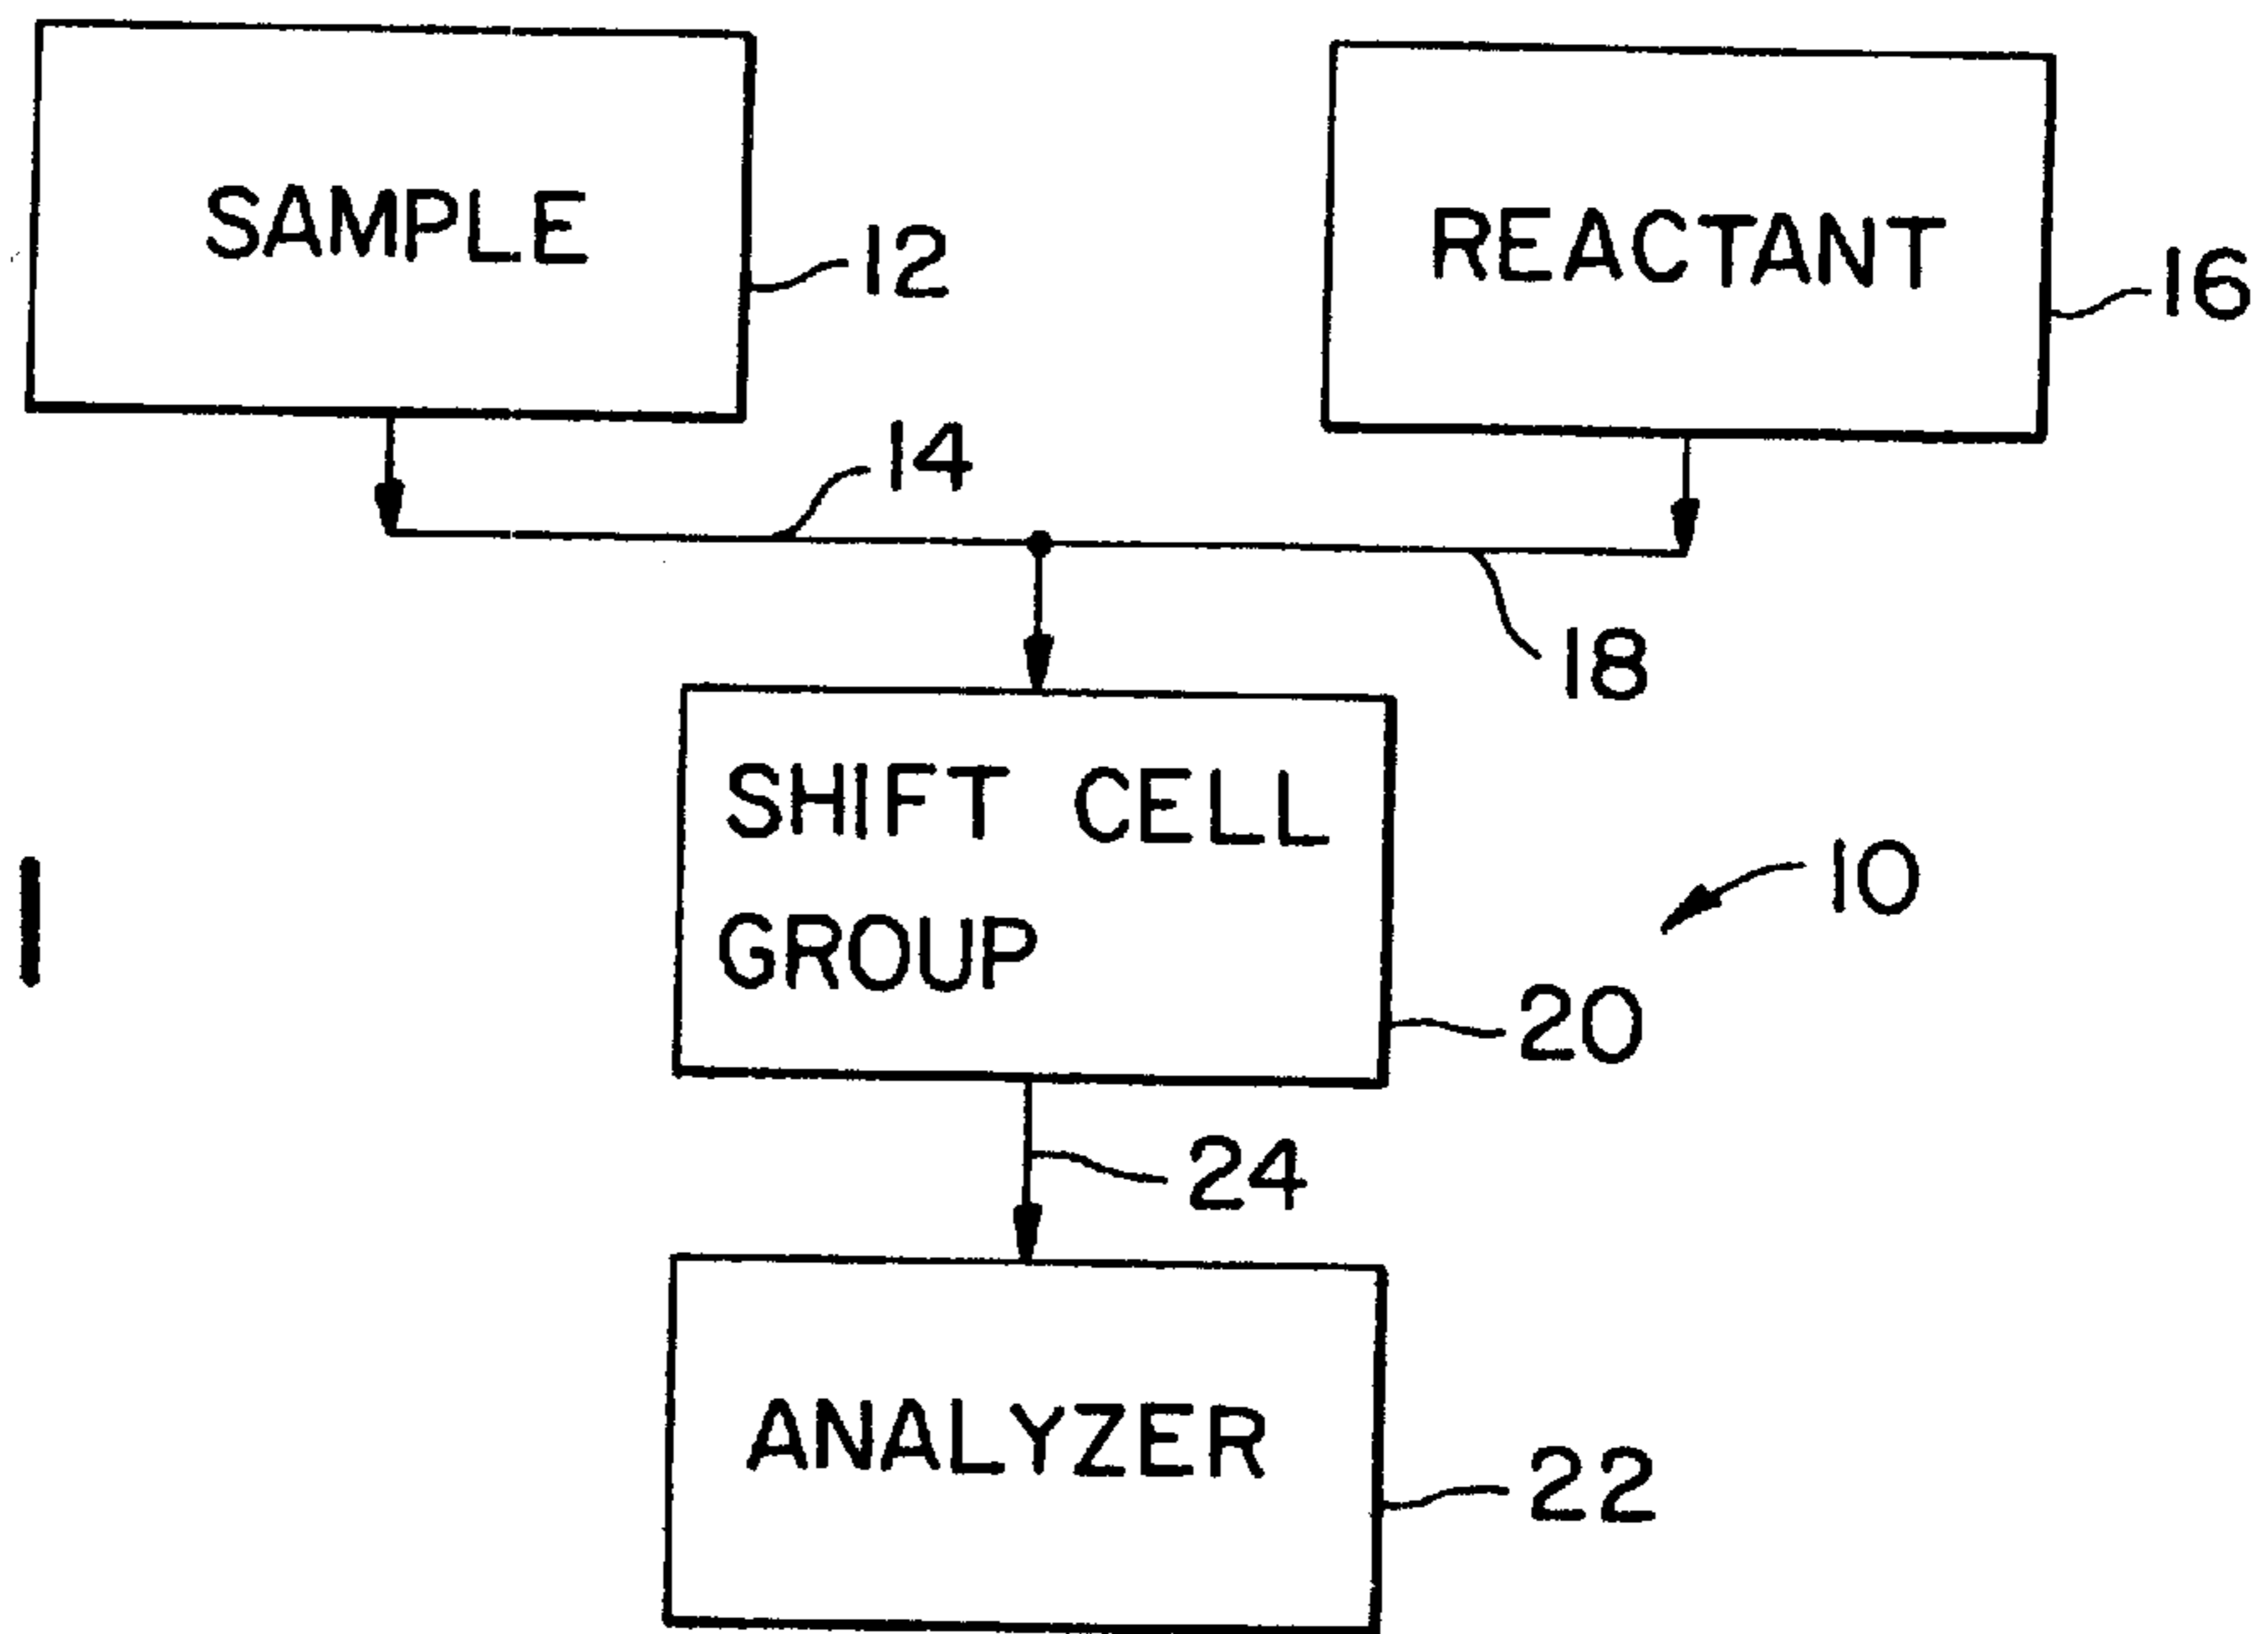 SAMPLE
12
REACTANT
16
14
18
SHIFT CELL
GROUP
10
1
20
24
ANALYZER
22